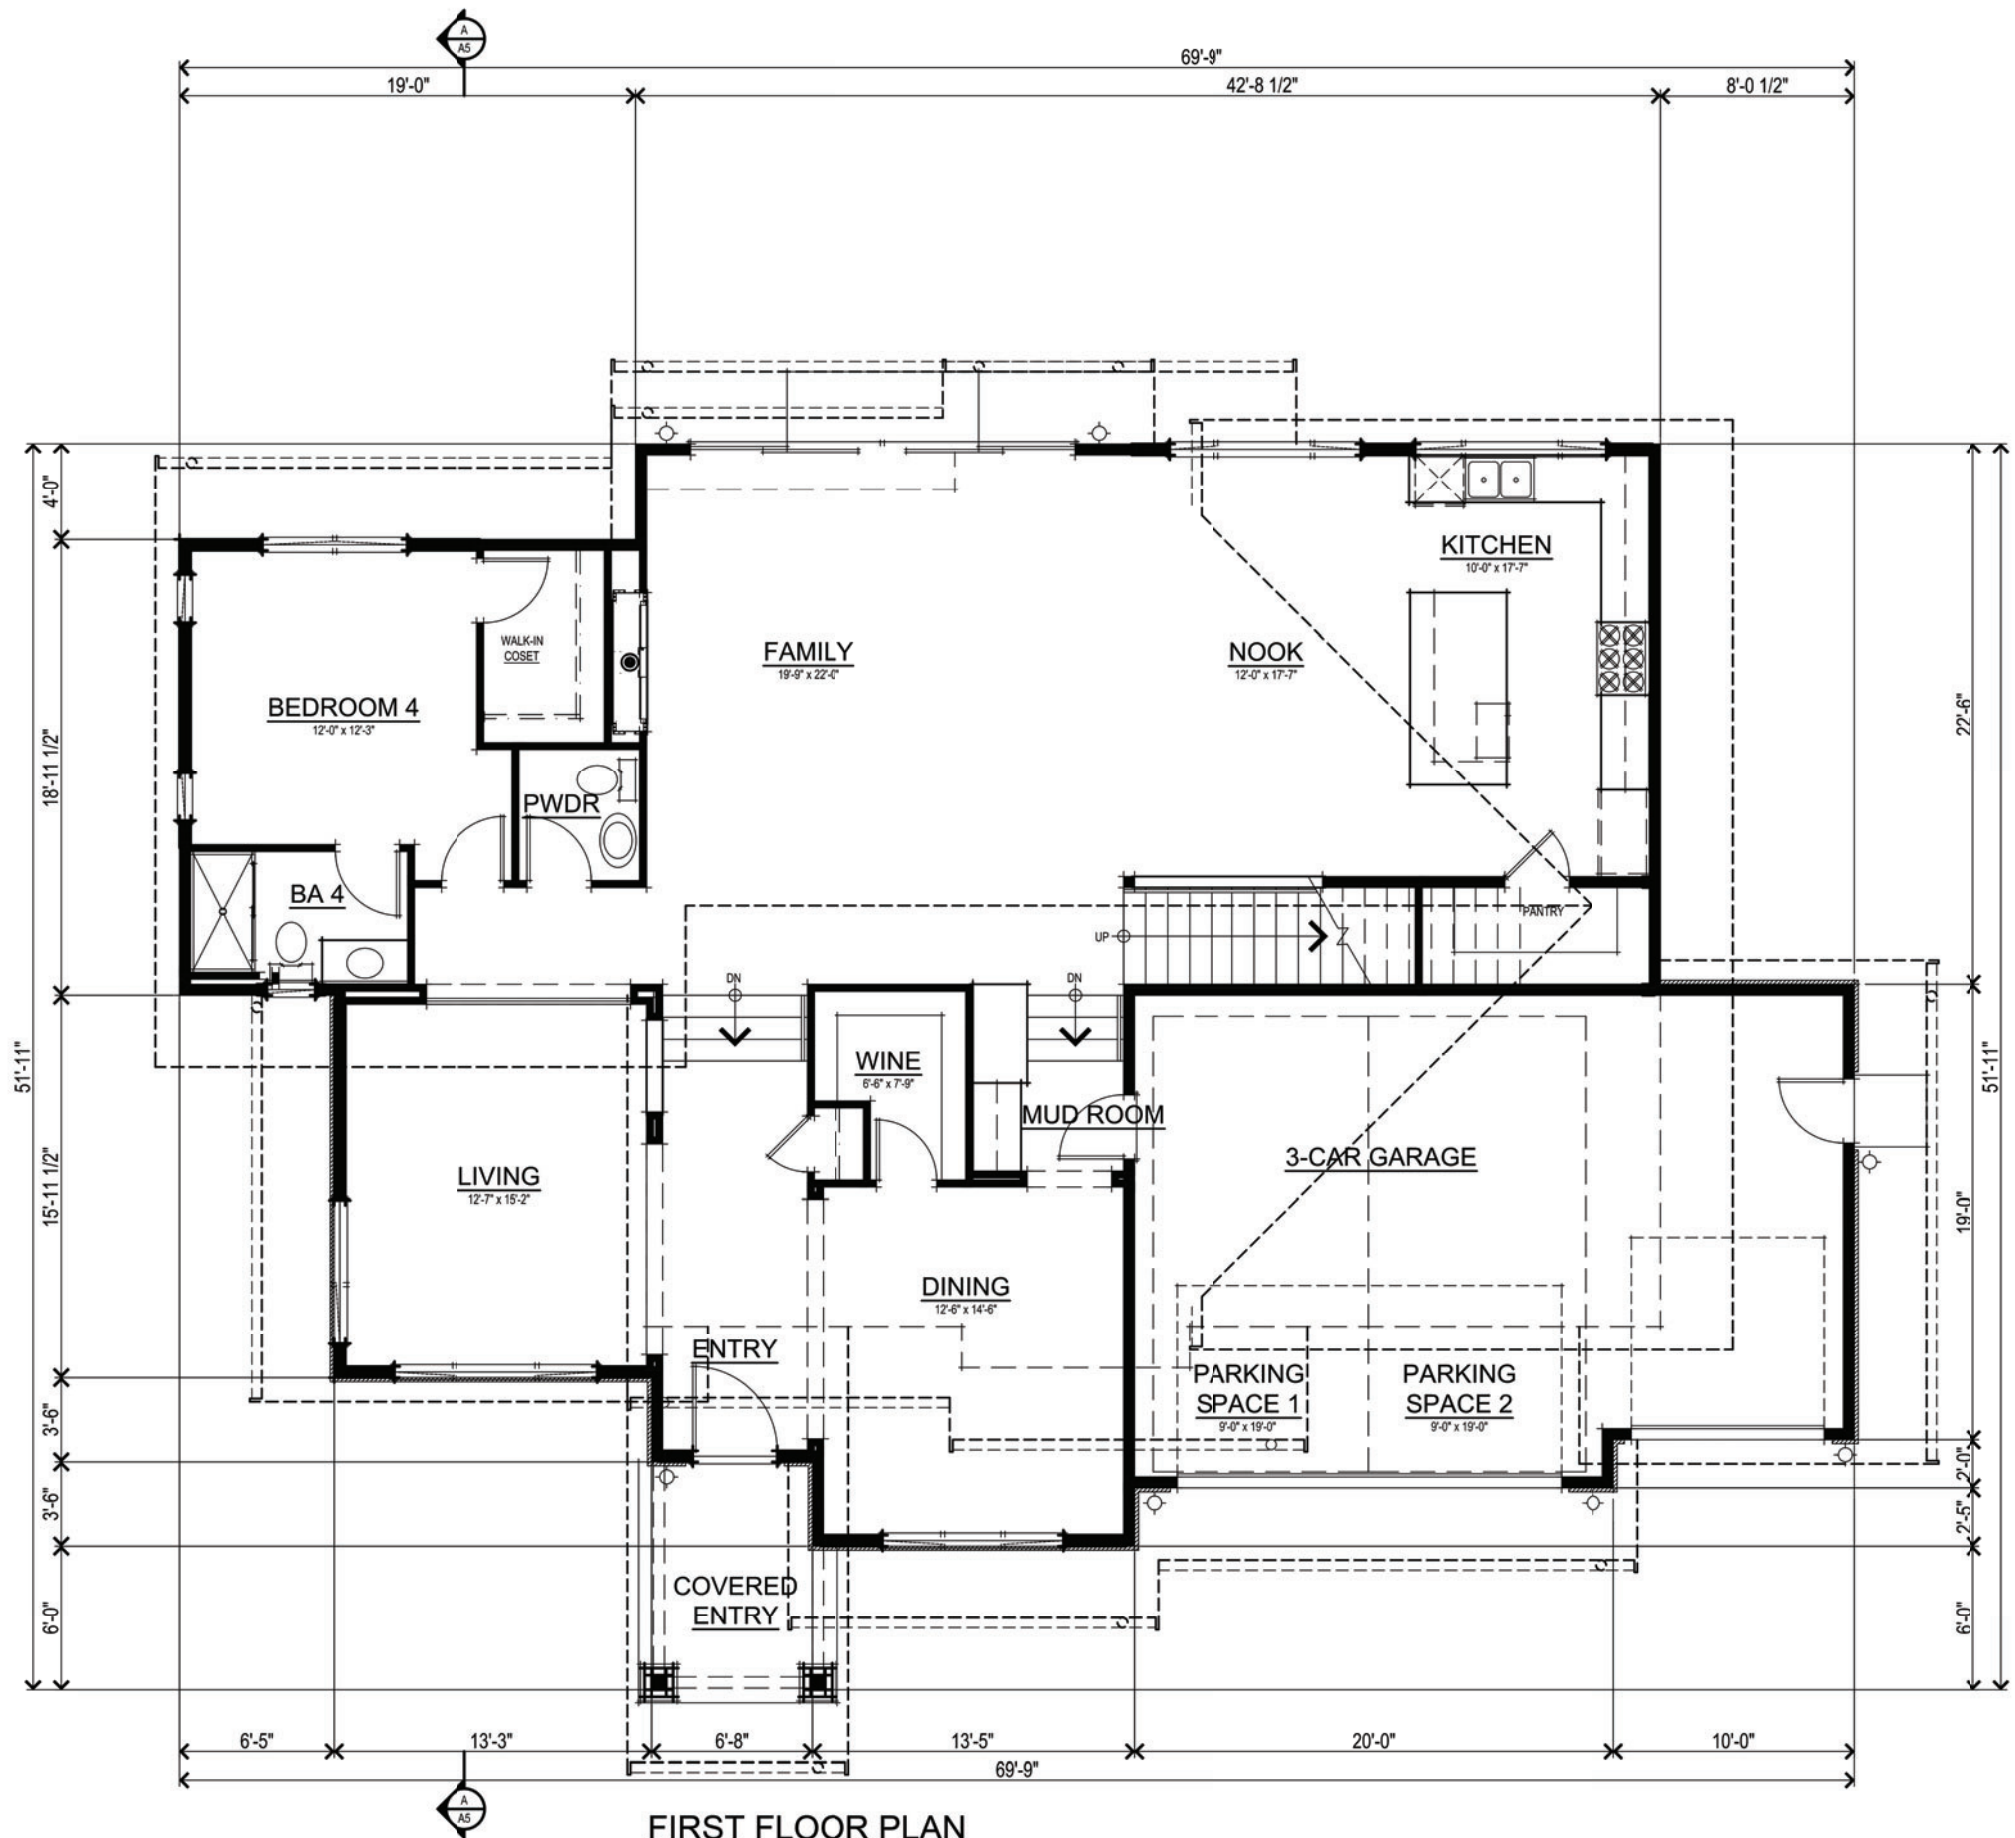 A
A5
69'-9"
19'-0"
42'-8 1/2"
8'-0 1/2"
4'-0"
18'-11 1/2"
51'-11"
15'-11 1/2"
3'-6"
3'-6"
6'-0"
KITCHEN
10'-0" x 17'-7"
WALK-IN
COSET
FAMILY
19'-9" x 22'-0"
NOOK
12'-0" x 17'-7"
BEDROOM 4
12'-0" x 12'-3"
PWDR
BA 4
PANTRY
UP
DN
DN
WINE
6'-6" x 7'-9"
MUD ROOM
LIVING
12'-7" x 15'-2"
3-CAR GARAGE
DINING
12'-6" x 14'-6"
ENTRY
PARKING
SPACE 1
9'-0" x 19'-0"
PARKING
SPACE 2
9'-0" x 19'-0"
COVERED
ENTRY
22'-6"
51'-11"
19'-0"
2'-0"
2'-5"
6'-0"
6'-5"
13'-3"
6'-8"
13'-5"
20'-0"
10'-0"
69'-9"
A
A5
FIRST FLOOR PLAN